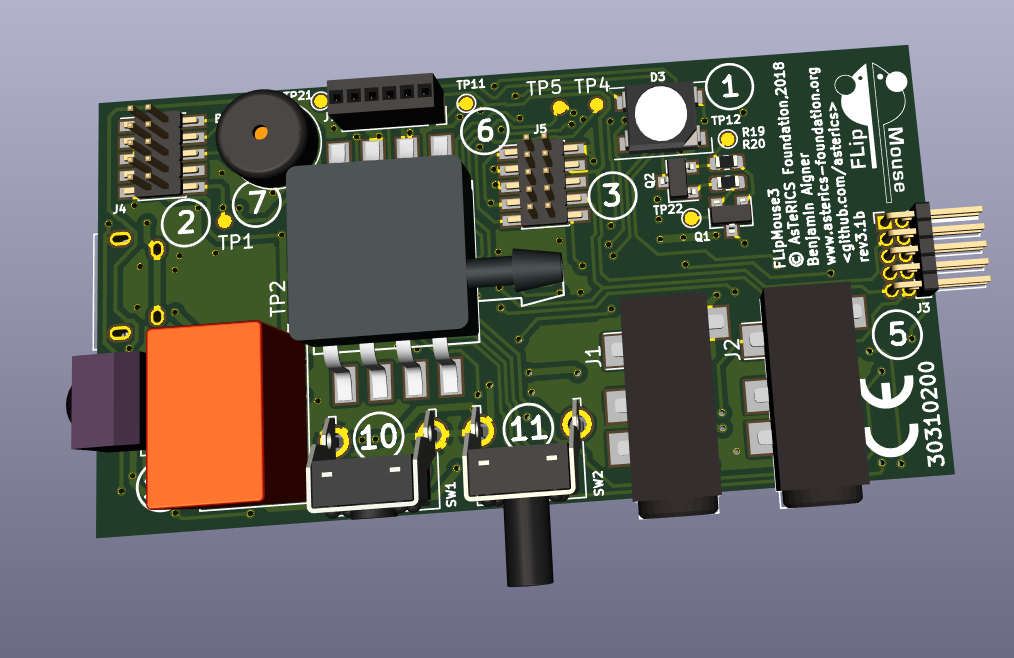 TP21
TP11
TP5
TP4
D3
1
6
J5
TP12
R19
R20
3
Q2
TP22
Q1
J4
2
7
TP1
TP2
FLipMouse3
© AsTeRICS Foundation,2018
Benjamin Aigner
www.asterics-foundation.org
<github.com/asterics>
rev3.1b
FLip
Mouse
J3
5
J1
J2
CE
30310200
10
11
SW1
SW2